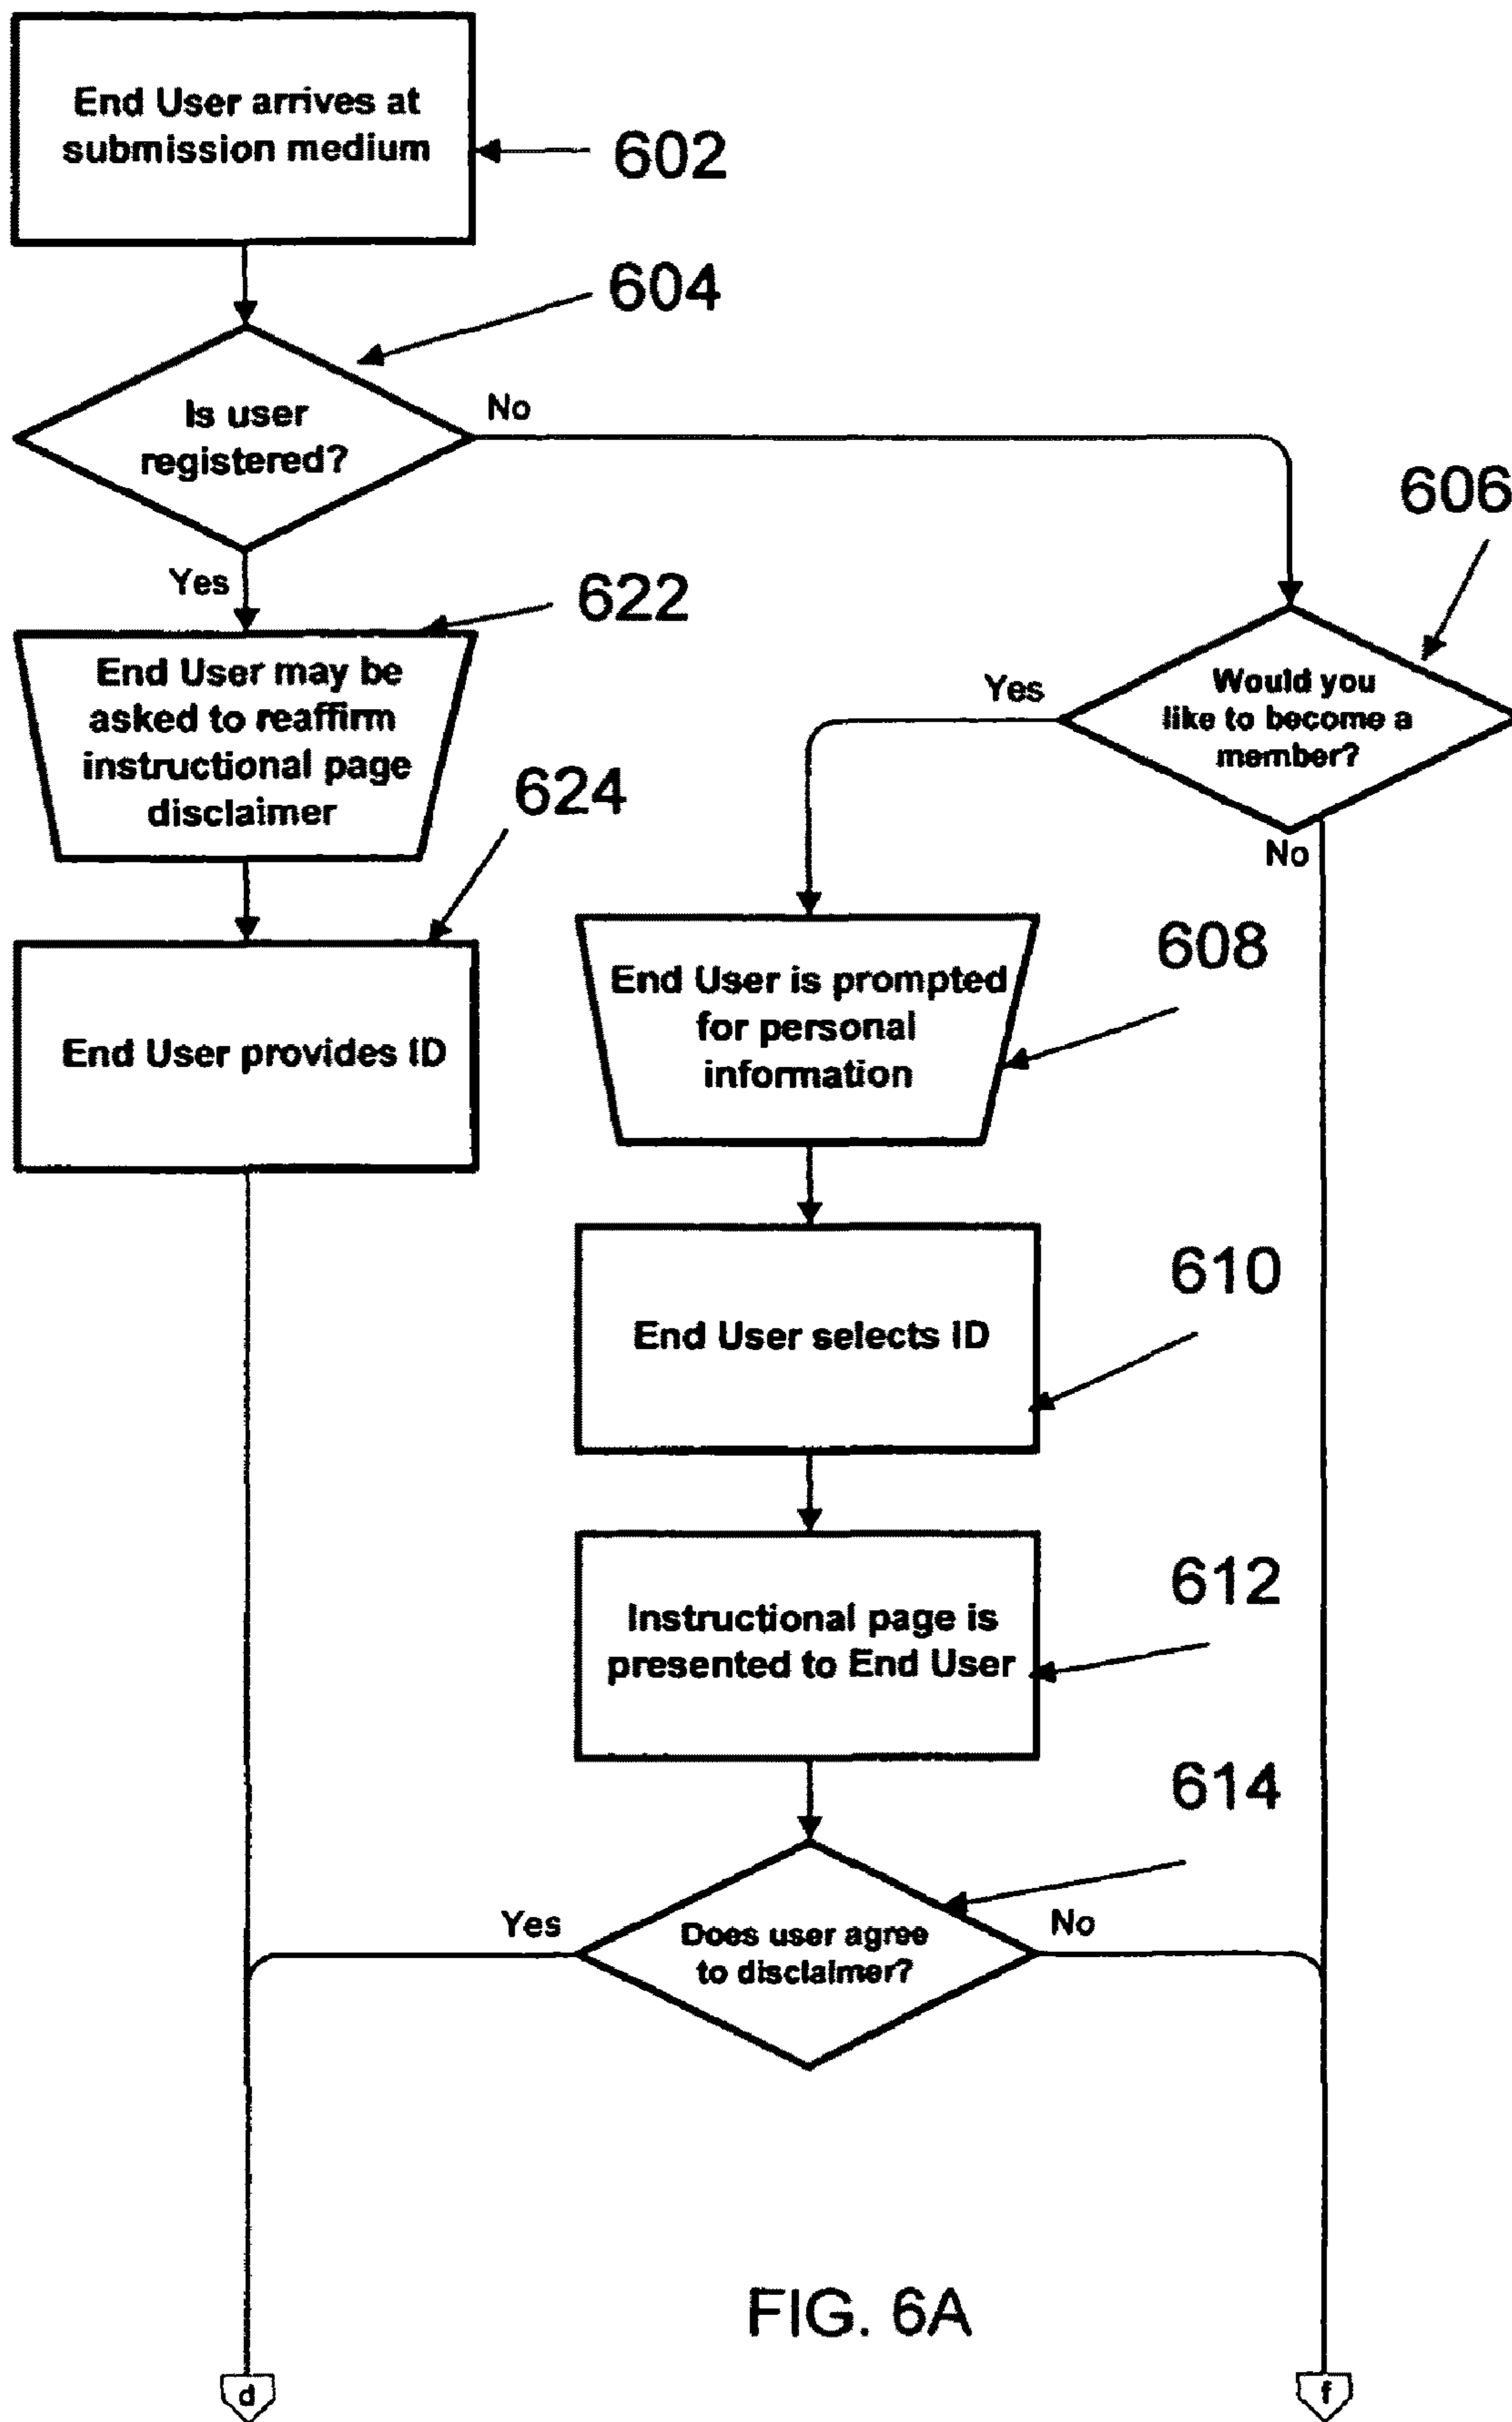 End User arrives at
submission medium
602
604
Is user
registered?
No
Yes
606
Would you
like to become a
member?
Yes
No
622
End User may be
asked to reaffirm
instructional page
disclaimer
624
End User provides ID
608
End User is prompted
for personal
information
610
End User selects ID
612
Instructional page is
presented to End User
614
Does user agree
to disclaimer?
Yes
No
FIG. 6A
d
f